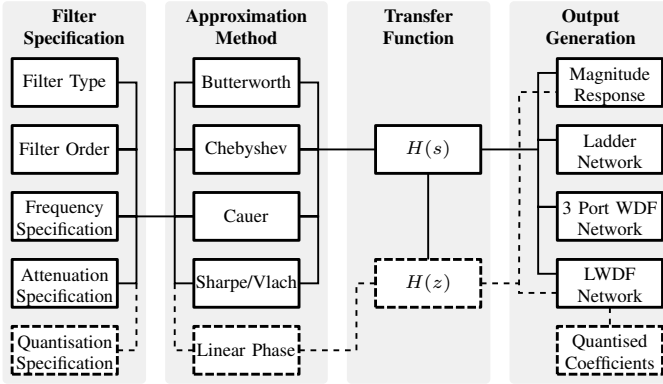 Filter
Specification
Filter Type
Filter Order
Frequency
Specification
Attenuation
Specification
Quantisation
Specification
Approximation
Method
Butterworth
Chebyshev
Cauer
Sharpe/Vlach
Linear Phase
Transfer
Function
H(s)
H(z)
Output
Generation
Magnitude
Response
Ladder
Network
3 Port WDF
Network
LWDF
Network
Quantised
Coefficients